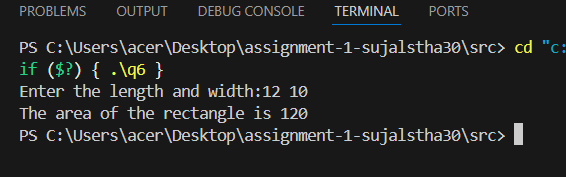 PROBLEMS OUTPUT DEBUG CONSOLE TERMINAL PORTS
PS C:\Users\acer\Desktop\assignment-1-sujalstha30\src> cd "c:
if ($?) { .\q6 }
Enter the length and width:12 10
The area of the rectangle is 120
PS C:\Users\acer\Desktop\assignment-1-sujalstha30\src>